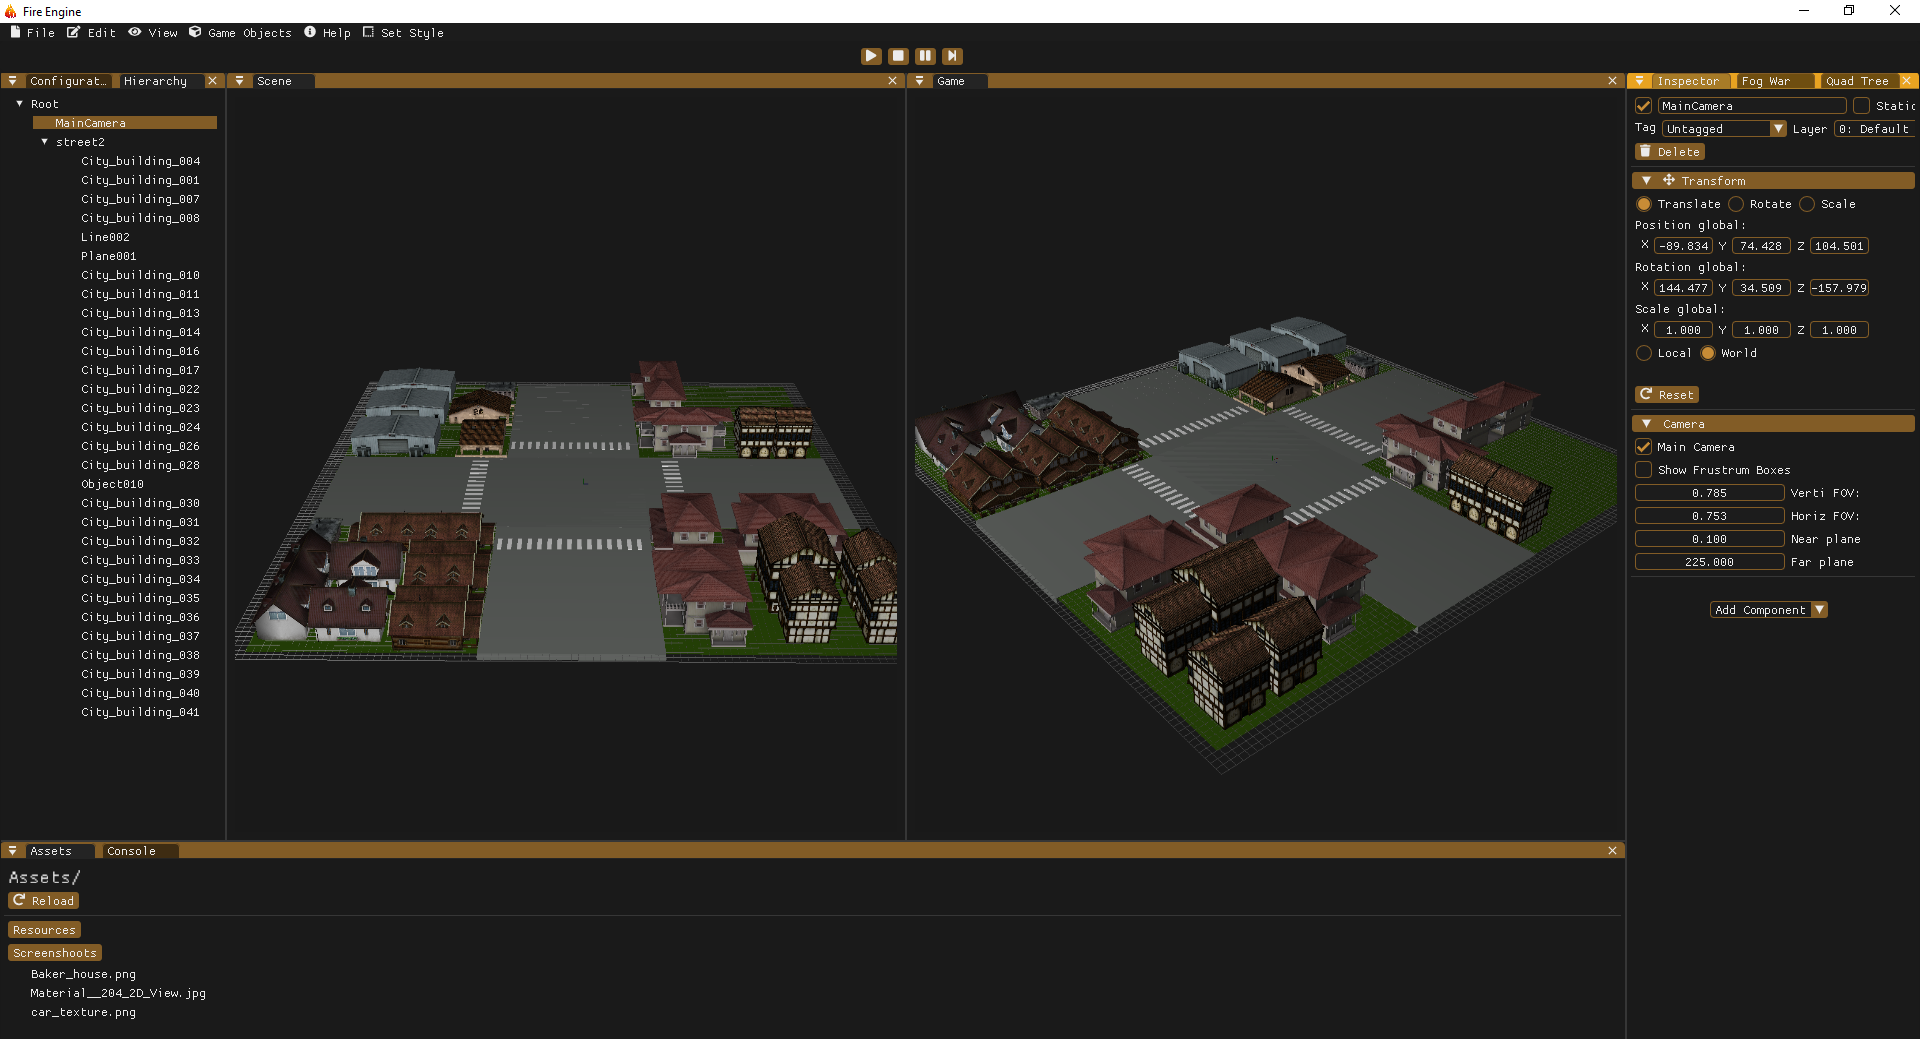 Fire Engine
File Edit View Game Objects Help Set Style
Configurat… Hierarchy
Root
MainCamera
street2
City_building_004
City_building_001
City_building_007
City_building_008
Line002
Plane001
City_building_010
City_building_011
City_building_013
City_building_014
City_building_016
City_building_017
City_building_022
City_building_023
City_building_024
City_building_026
City_building_028
Object010
City_building_030
City_building_031
City_building_032
City_building_033
City_building_034
City_building_035
City_building_036
City_building_037
City_building_038
City_building_039
City_building_040
City_building_041
Scene
Game
Inspector Fog War Quad Tree
MainCamera Static
Tag Untagged Layer 0: Default
Delete
Transform
Translate Rotate Scale
Position global:
X -89.834 Y 74.428 Z 104.501
Rotation global:
X 144.477 Y 34.509 Z -157.979
Scale global:
X 1.000 Y 1.000 Z 1.000
Local World
Reset
Camera
Main Camera
Show Frustrum Boxes
0.785 Verti FOV:
0.753 Horiz FOV:
0.100 Near plane
225.000 Far plane
Add Component
Assets Console
Assets/
Reload
Resources
Screenshoots
Baker_house.png
Material__204_2D_View.jpg
car_texture.png